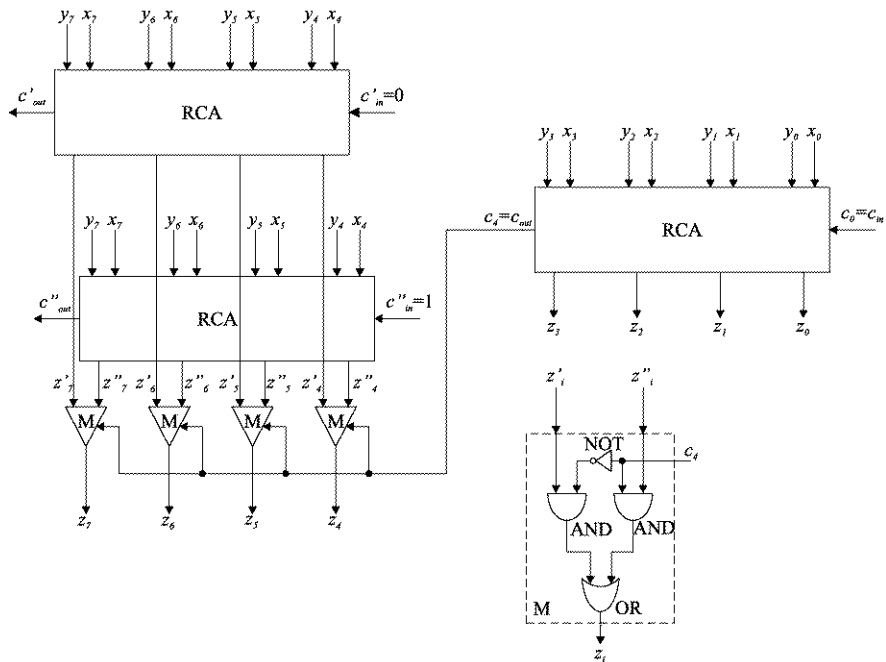 y7 x7 y6 x6 y5 x5 y4 x4
c'out RCA c'in=0
y3 x3 y2 x2 y1 x1 y0 x0
c4=cout RCA c0=cin
z3 z2 z1 z0
y7 x7 y6 x6 y5 x5 y4 x4
c''out RCA c''in=1
z'7 z''7 z'6 z''6 z'5 z''5 z'4 z''4
M M M M
z7 z6 z5 z4
z'i z''i
NOT
c4
AND AND
M OR
zi